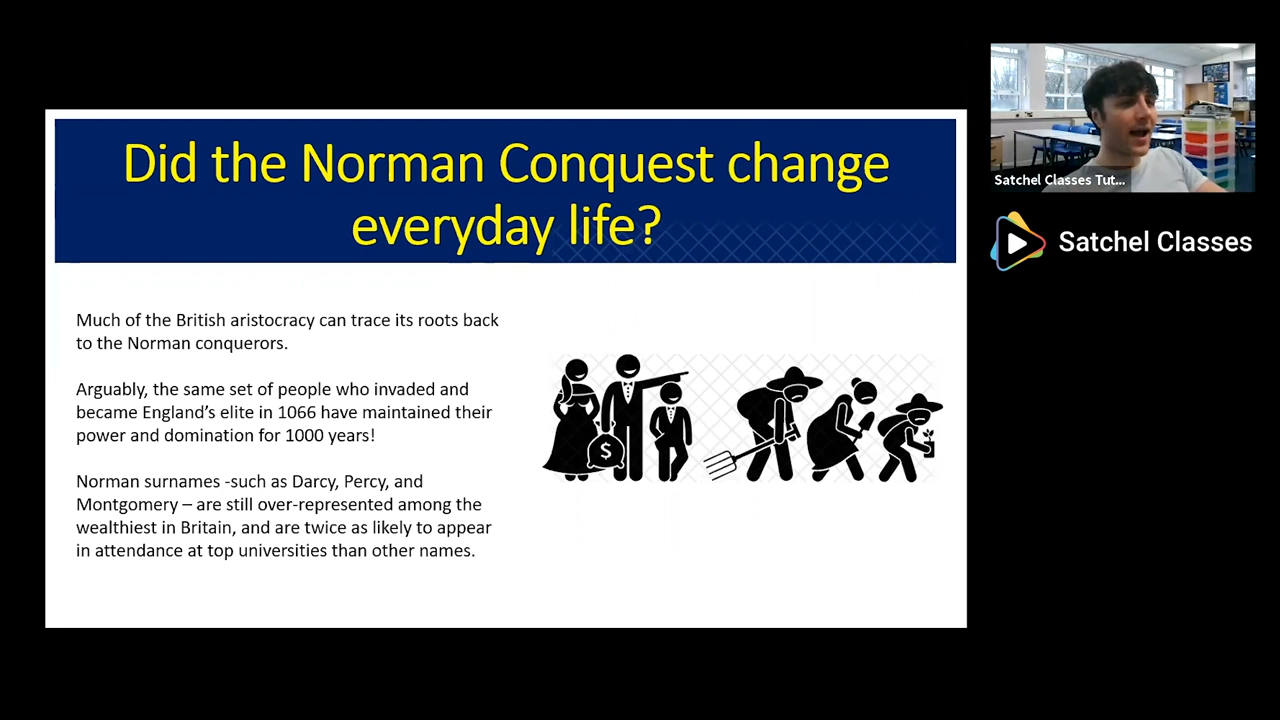 Did the Norman Conquest change
everyday life?
Much of the British aristocracy can trace its roots back
to the Norman conquerors.
Arguably, the same set of people who invaded and
became England's elite in 1066 have maintained their
power and domination for 1000 years!
Norman surnames -such as Darcy, Percy, and
Montgomery – are still over-represented among the
wealthiest in Britain, and are twice as likely to appear
in attendance at top universities than other names.
$
Satchel Classes Tut...
Satchel Classes